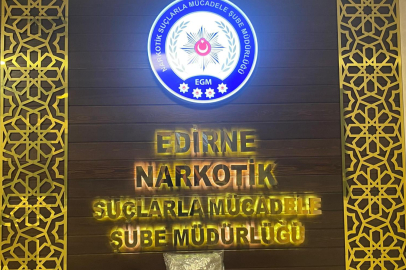 NARKOTİK SUÇLARLA MÜCADELE ŞUBE MÜDÜRLÜĞÜ
EGM
EDİRNE
NARKOTİK
SUÇLARLA MÜCADELE
ŞUBE MÜDÜRLÜĞÜ